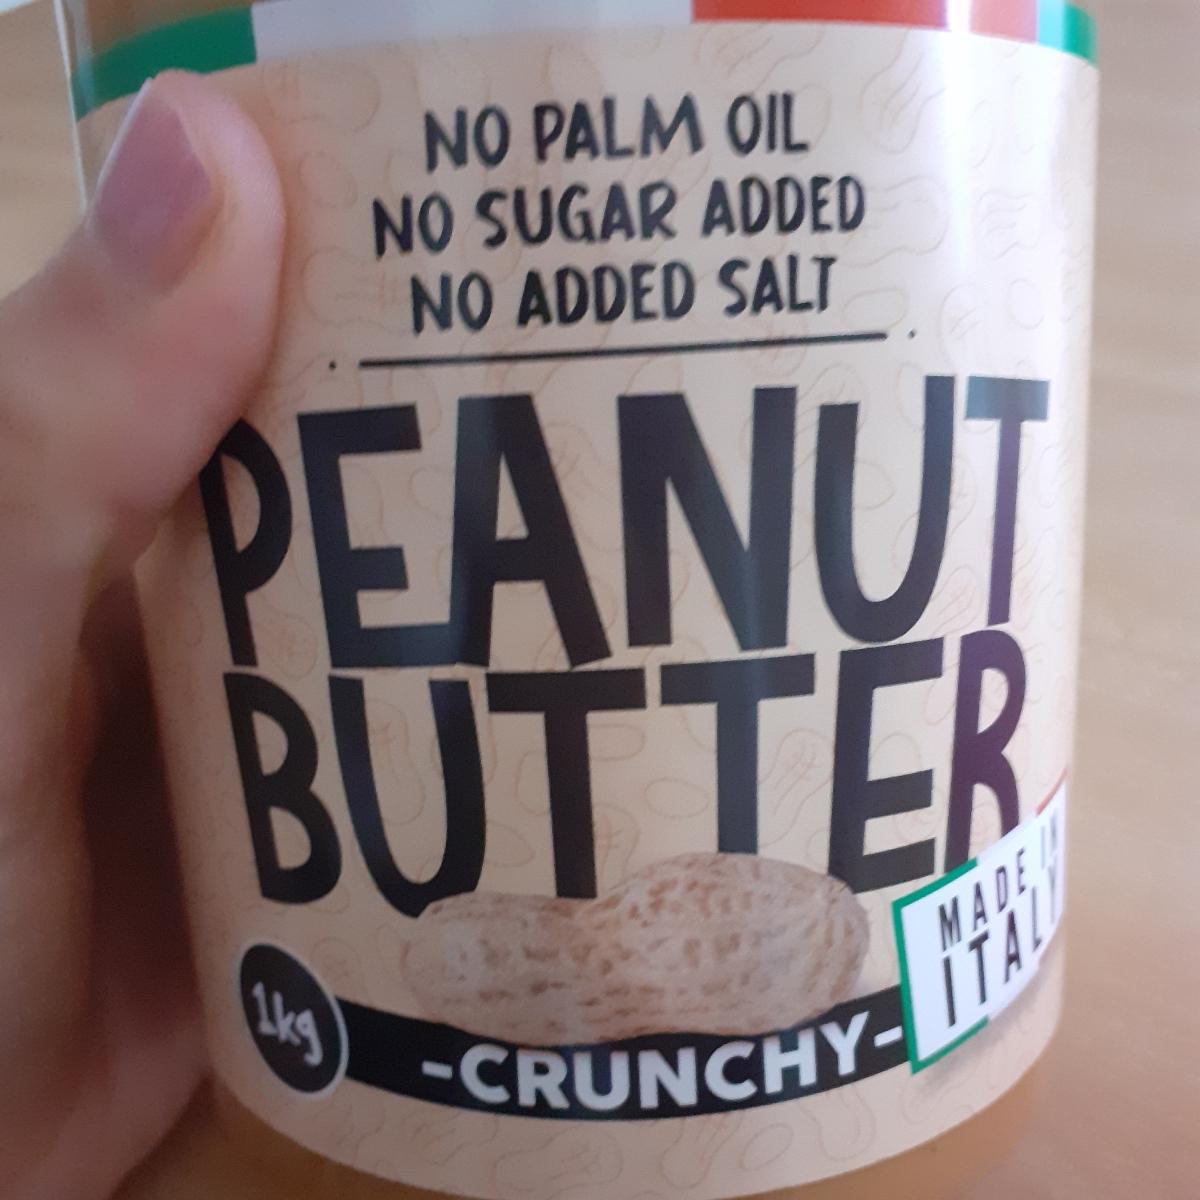 NO PALM OIL
NO SUGAR ADDED
NO ADDED SALT
PEANUT
BUTTER
MADE IN
ITALY
1kg
-CRUNCHY-